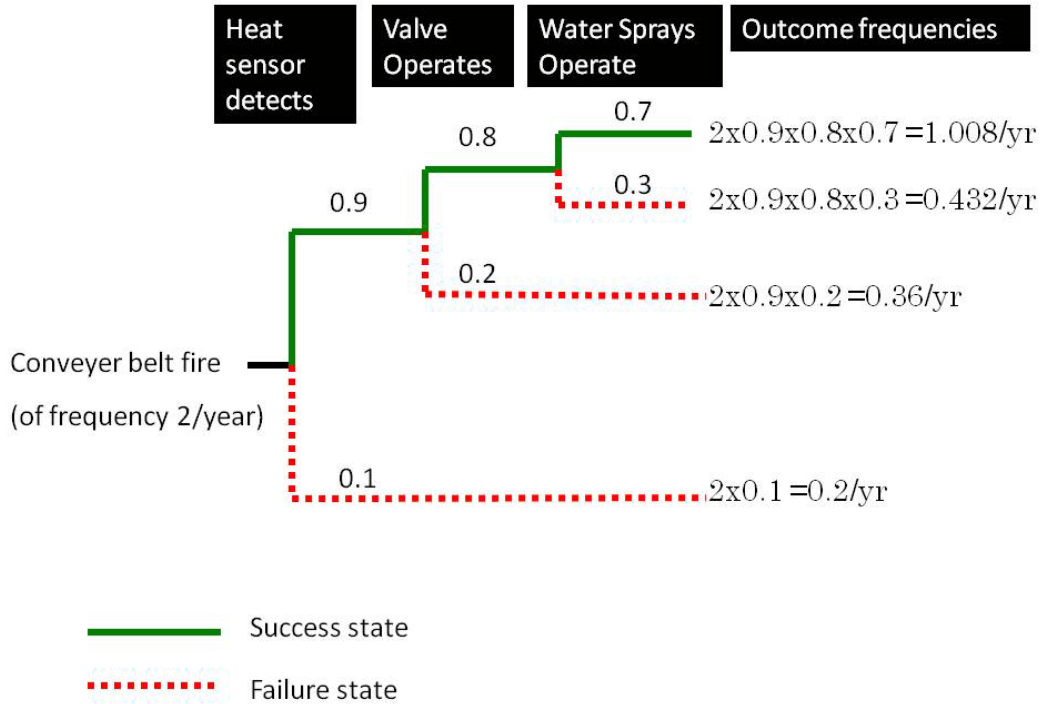 Heat
sensor
detects
Valve
Operates
Water Sprays
Operate
Outcome frequencies
0.7
2x0.9x0.8x0.7 =1.008/yr
0.8
0.3
2x0.9x0.8x0.3 =0.432/yr
0.9
0.2
2x0.9x0.2 =0.36/yr
Conveyer belt fire
(of frequency 2/year)
0.1
2x0.1 =0.2/yr
Success state
Failure state